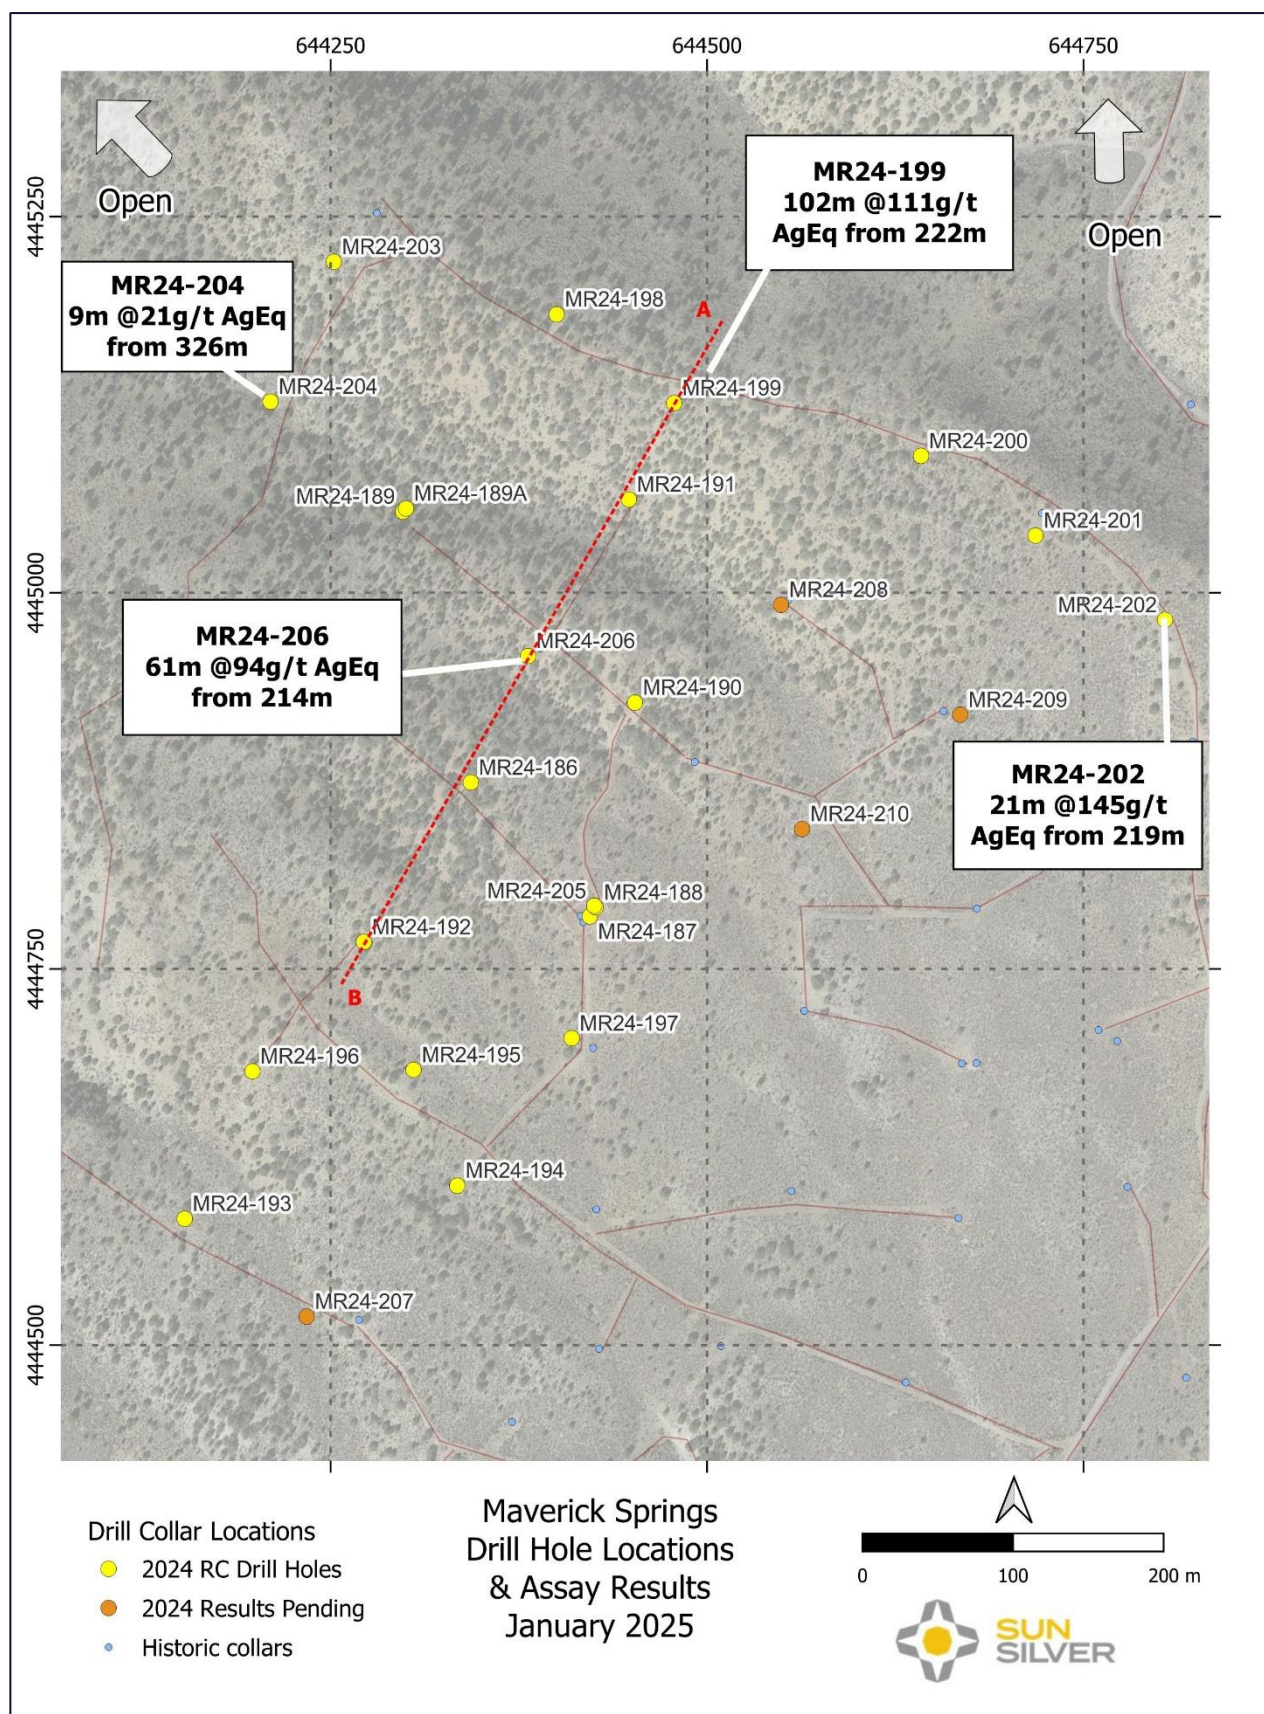 644250
644500
644750
4445250
4445000
4444750
4444500
Open
Open
MR24-199
102m @111g/t
AgEq from 222m
MR24-203
MR24-204
9m @21g/t AgEq
from 326m
MR24-198
A
MR24-204
MR24-199
MR24-200
MR24-191
MR24-189
MR24-189A
MR24-201
MR24-208
MR24-202
MR24-206
61m @94g/t AgEq
from 214m
MR24-206
MR24-190
MR24-209
MR24-202
21m @145g/t
AgEq from 219m
MR24-186
MR24-210
MR24-205
MR24-188
MR24-187
MR24-192
B
MR24-197
MR24-196
MR24-195
MR24-194
MR24-193
MR24-207
Drill Collar Locations
2024 RC Drill Holes
2024 Results Pending
Historic collars
Maverick Springs
Drill Hole Locations
& Assay Results
January 2025
0 100 200 m
SUN
SILVER